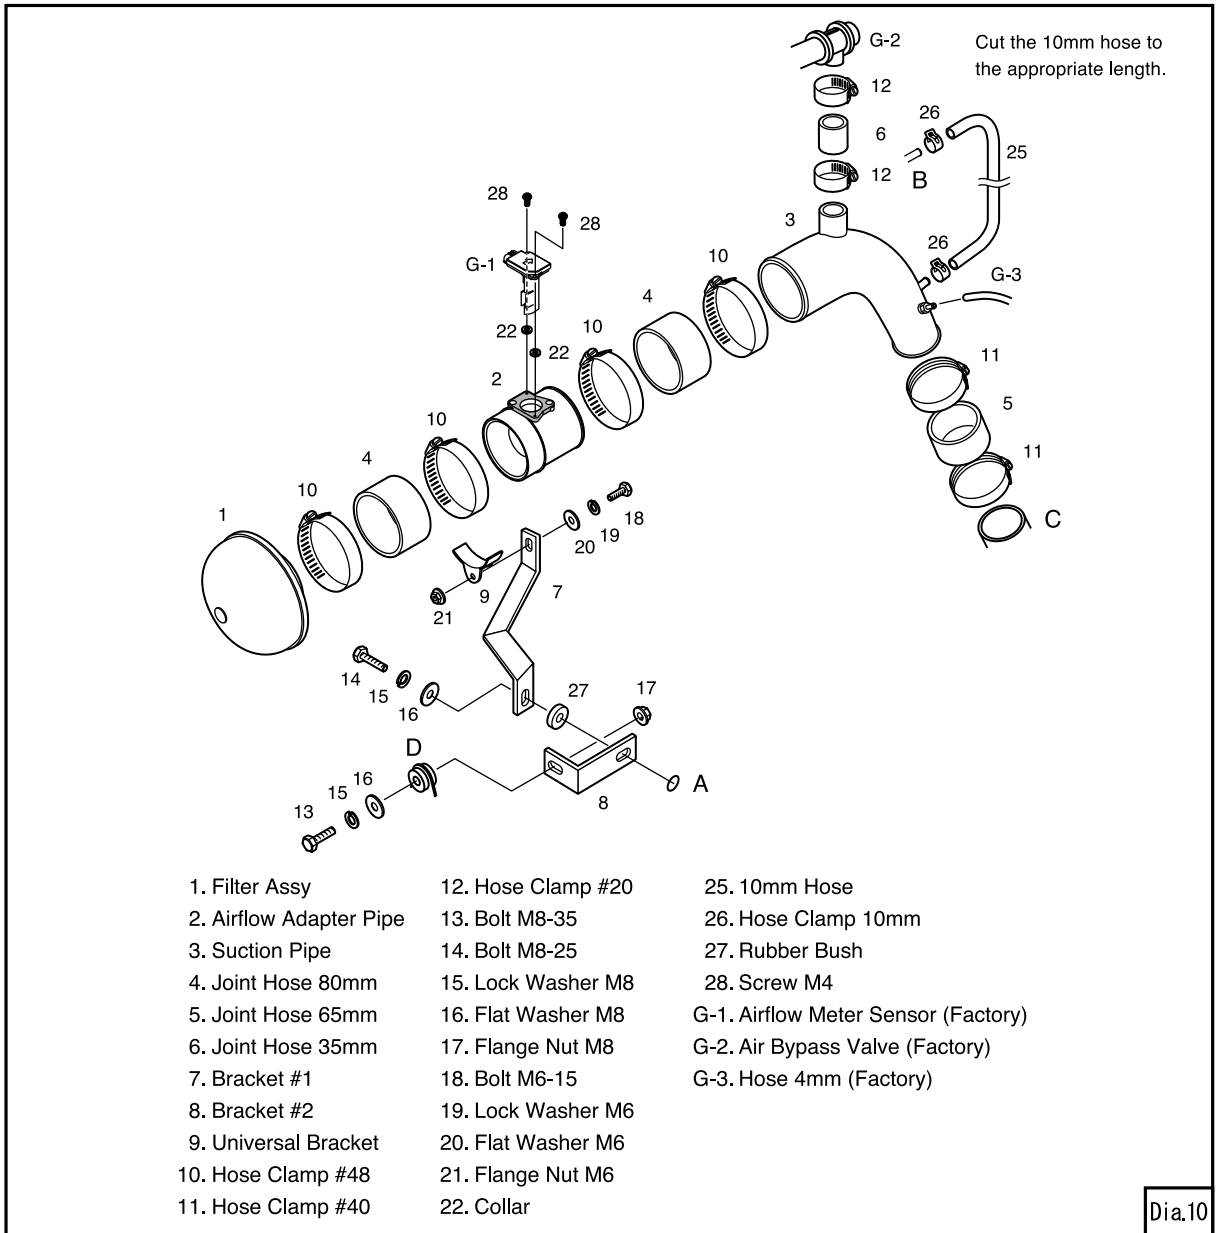 G-2
Cut the 10mm hose to
the appropriate length.
12
26
6
25
B
12
28
3
28
26
10
G-1
G-3
4
22
10
22
11
2
5
10
4
11
10
C
1
18
19
20
9
7
21
14
17
27
15
16
D
A
16
15
8
13
1. Filter Assy
2. Airflow Adapter Pipe
3. Suction Pipe
4. Joint Hose 80mm
5. Joint Hose 65mm
6. Joint Hose 35mm
7. Bracket #1
8. Bracket #2
9. Universal Bracket
10. Hose Clamp #48
11. Hose Clamp #40
12. Hose Clamp #20
13. Bolt M8-35
14. Bolt M8-25
15. Lock Washer M8
16. Flat Washer M8
17. Flange Nut M8
18. Bolt M6-15
19. Lock Washer M6
20. Flat Washer M6
21. Flange Nut M6
22. Collar
25. 10mm Hose
26. Hose Clamp 10mm
27. Rubber Bush
28. Screw M4
G-1. Airflow Meter Sensor (Factory)
G-2. Air Bypass Valve (Factory)
G-3. Hose 4mm (Factory)
Dia.10